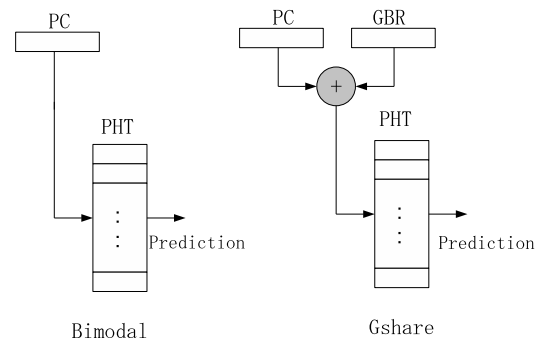 PC
PHT
Prediction
Bimodal
PC
GBR
+
PHT
Prediction
Gshare